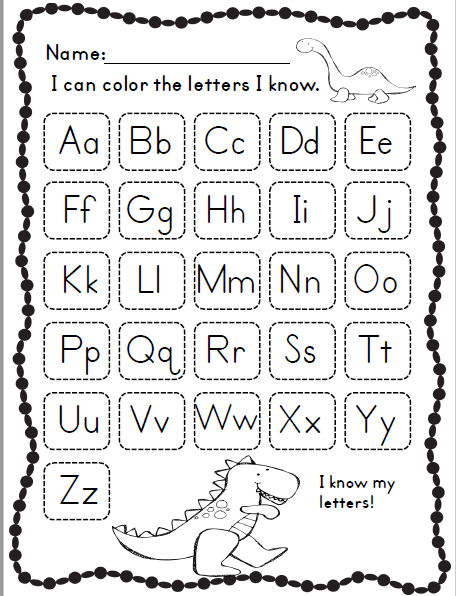 Name:
I can color the letters I know.
Aa Bb Cc Dd Ee
Ff Gg Hh Ii Jj
Kk Ll Mm Nn Oo
Pp Qq Rr Ss Tt
Uu Vv Ww Xx Yy
Zz
I know my
letters!